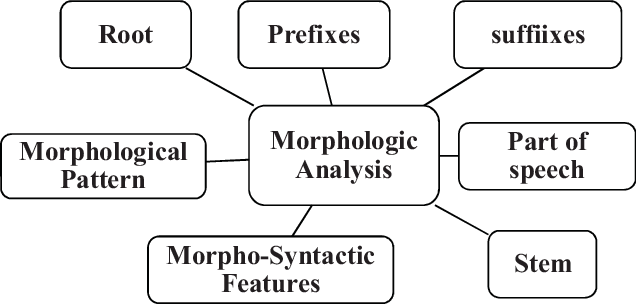 Root
Prefixes
suffiixes
Morphological
Pattern
Morphologic
Analysis
Part of
speech
Morpho-Syntactic
Features
Stem